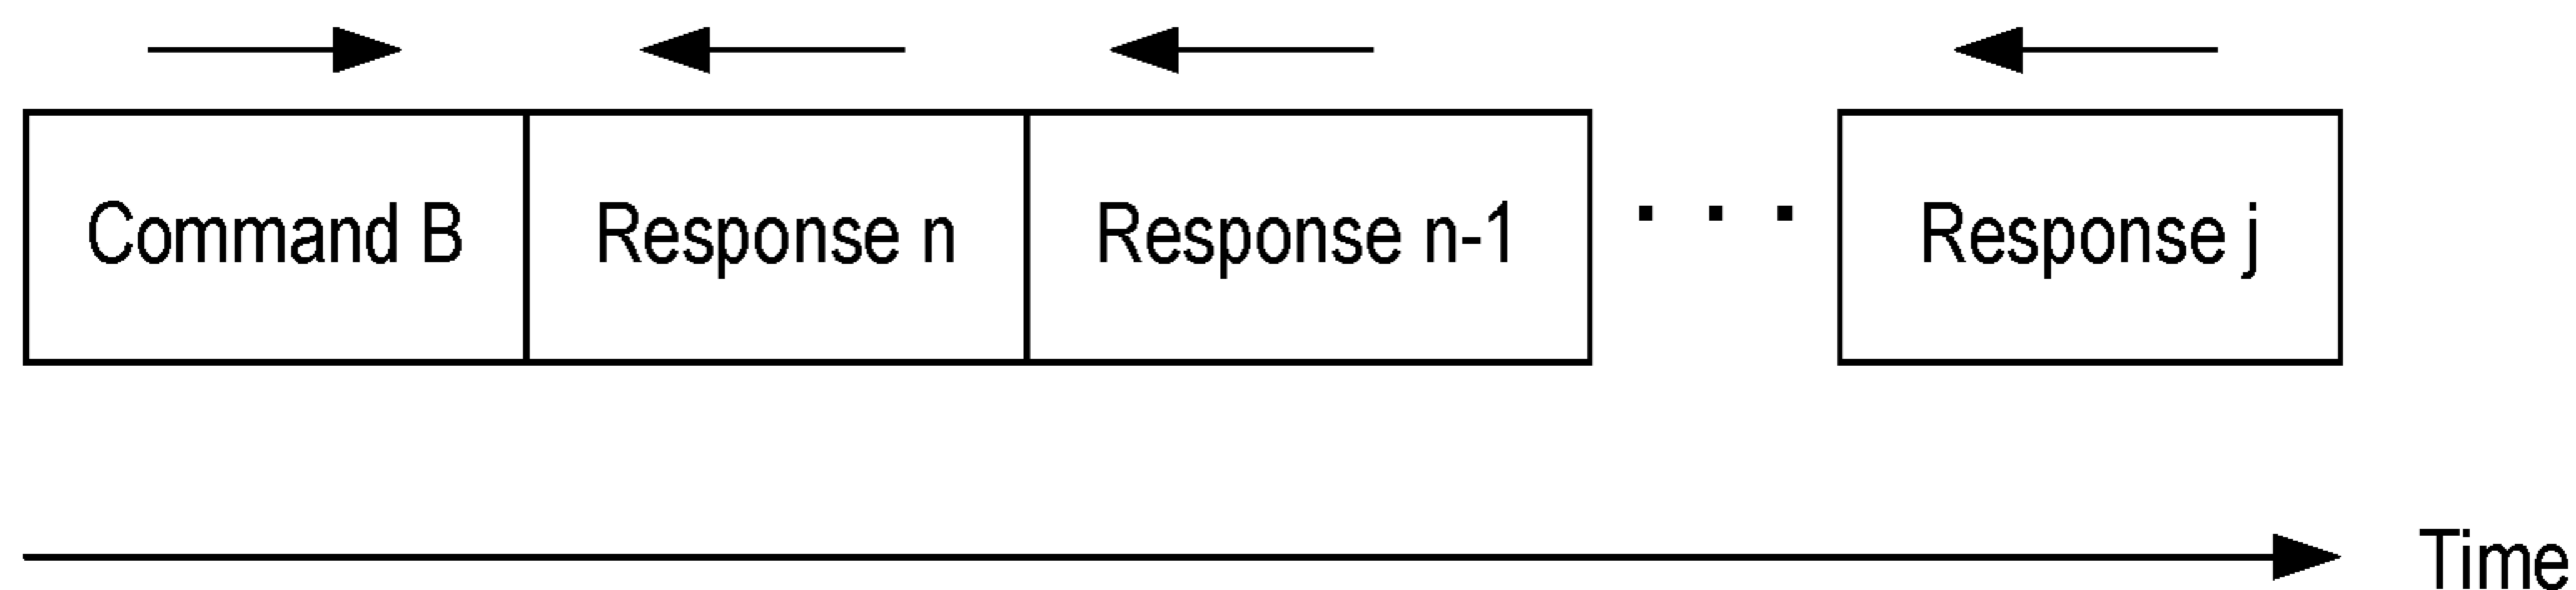 Command B Response n Response n-1 . . . Response j
Time